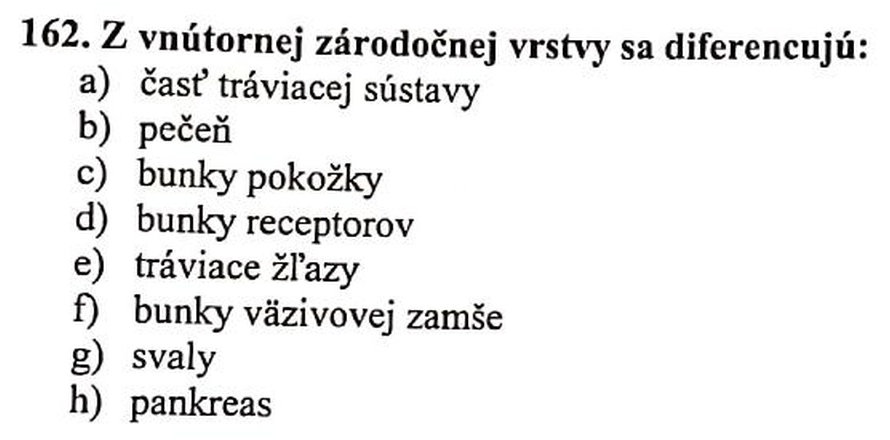 162. Z vnútornej zárodočnej vrstvy sa diferencujú:
a) časť tráviacej sústavy
b) pečeň
c) bunky pokožky
d) bunky receptorov
e) tráviace žľazy
f) bunky väzivovej zamše
g) svaly
h) pankreas